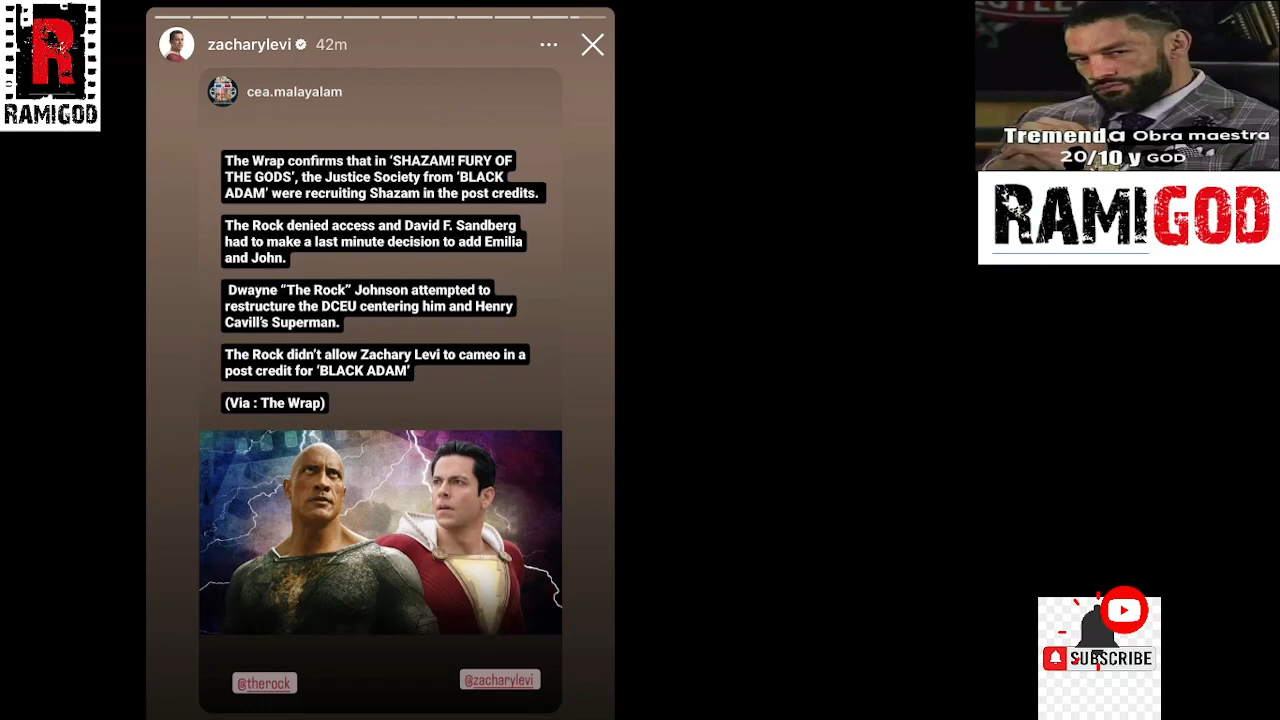 R
RAMIGOD
zacharylevi 42m
cea.malayalam
The Wrap confirms that in ‘SHAZAM! FURY OF
THE GODS’, the Justice Society from ‘BLACK
ADAM’ were recruiting Shazam in the post credits.
The Rock denied access and David F. Sandberg
had to make a last minute decision to add Emilia
and John.
Dwayne “The Rock” Johnson attempted to
restructure the DCEU centering him and Henry
Cavill’s Superman.
The Rock didn’t allow Zachary Levi to cameo in a
post credit for ‘BLACK ADAM’
(Via : The Wrap)
@therock
@zacharylevi
Tremenda Obra maestra
20/10 y GOD
RAMIGOD
SUBSCRIBE